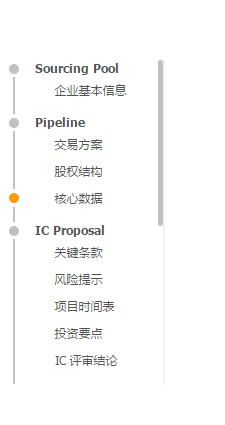 Sourcing Pool
企业基本信息
Pipeline
交易方案
股权结构
核心数据
IC Proposal
关键条款
风险提示
项目时间表
投资要点
IC 评审结论